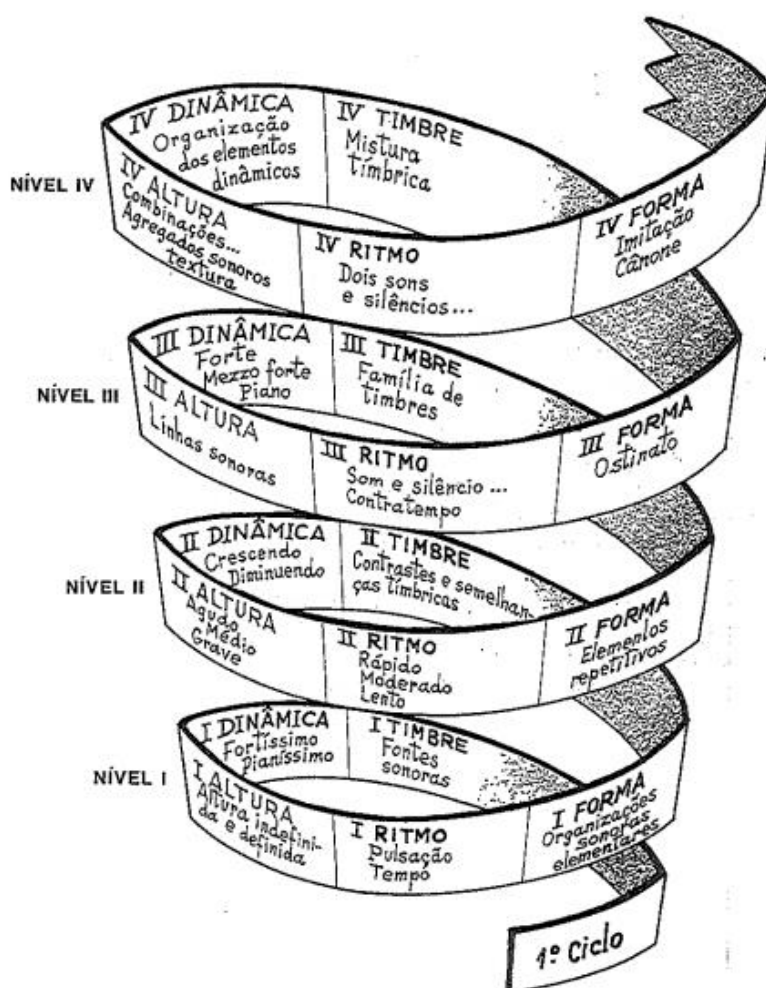 NÍVEL IV
IV DINÂMICA
Organização
dos elementos
dinâmicos
IV TIMBRE
Mistura
tímbrica
IV ALTURA
Combinações...
Agregados sonoros
textura
IV RITMO
Dois sons
e silêncios...
IV FORMA
Imitação
Cânone
NÍVEL III
III DINÂMICA
Forte
Mezzo forte
Piano
III TIMBRE
Família de
timbres
III ALTURA
Linhas sonoras
III RITMO
Som e silêncio...
Contratempo
III FORMA
Ostinato
NÍVEL II
II DINÂMICA
Crescendo
Diminuendo
II TIMBRE
Contrastes e semelhan-
ças tímbricas
II ALTURA
Agudo
Médio
Grave
II RITMO
Rápido
Moderado
Lento
II FORMA
Elementos
repetitivos
NÍVEL I
I DINÂMICA
Fortíssimo
Pianíssimo
I TIMBRE
Fontes
sonoras
I ALTURA
Altura indefini-
da e definida
I RITMO
Pulsação
Tempo
I FORMA
Organizações
sonoras
elementares
1º Ciclo